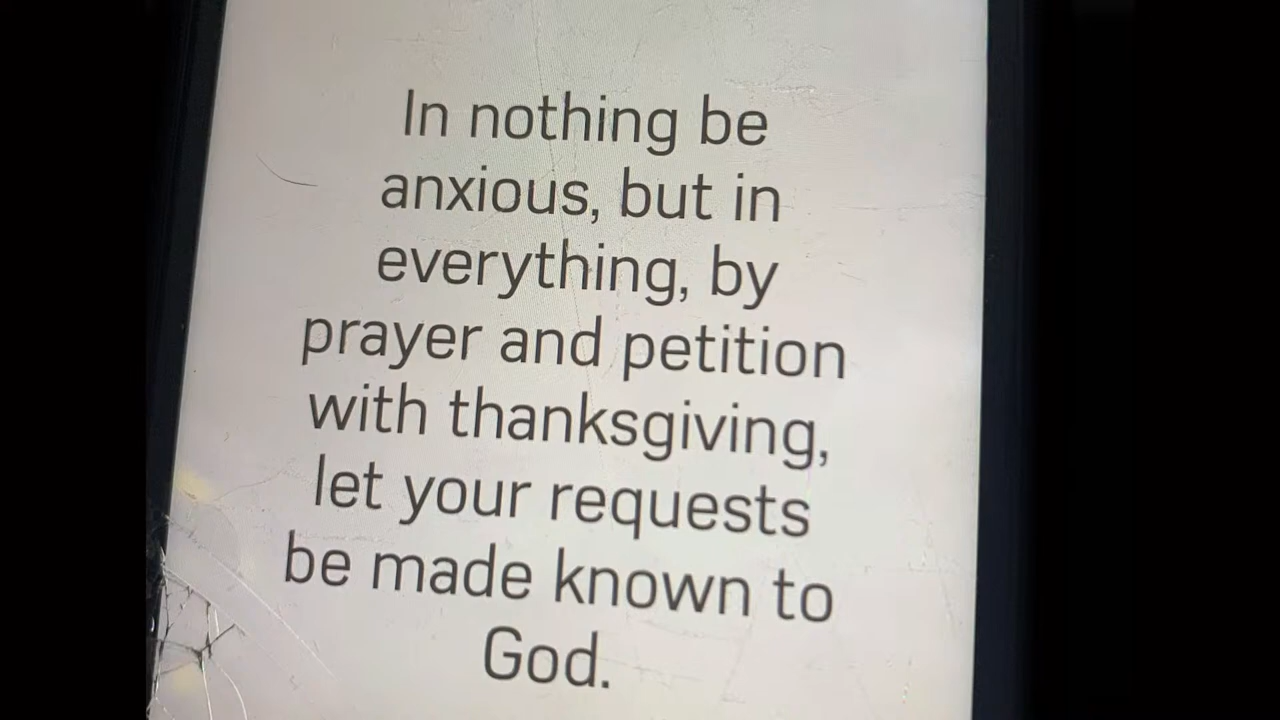 In nothing be
anxious, but in
everything, by
prayer and petition
with thanksgiving,
let your requests
be made known to
God.